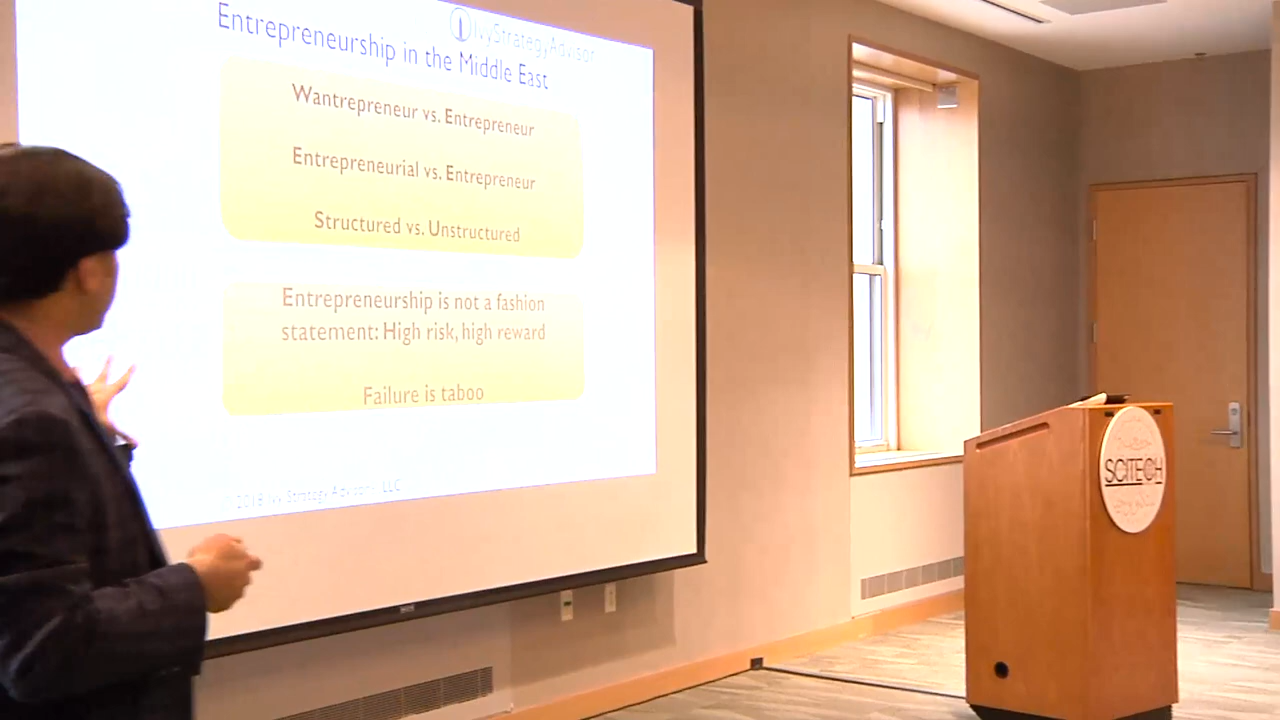 IvyStrategyAdvisor
Entrepreneurship in the
Middle East
Wantrepreneur vs. Entrepreneur
Entrepreneurial vs. Entrepreneur
Structured vs. Unstructured
Entrepreneurship is not a fashion
statement: High risk, high reward
Failure is taboo
© 2018 Ivy Strategy Advisor, LLC
SCITECH